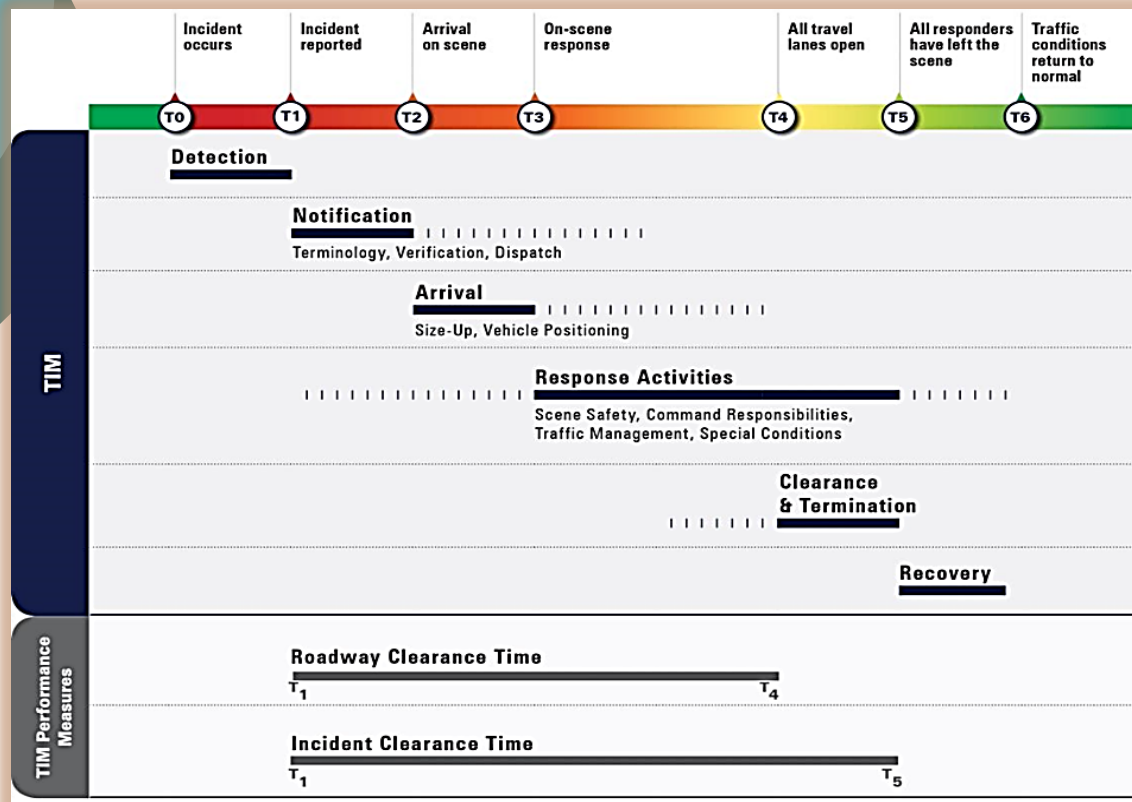 Incident
occurs
Incident
reported
Arrival
on scene
On-scene
response
All travel
lanes open
All responders
have left the
scene
Traffic
conditions
return to
normal
T0
T1
T2
T3
T4
T5
T6
TIM
Detection
Notification
Terminology, Verification, Dispatch
Arrival
Size-Up, Vehicle Positioning
Response Activities
Scene Safety, Command Responsibilities,
Traffic Management, Special Conditions
Clearance
& Termination
Recovery
TIM Performance
Measures
Roadway Clearance Time
T1
T4
Incident Clearance Time
T1
T5